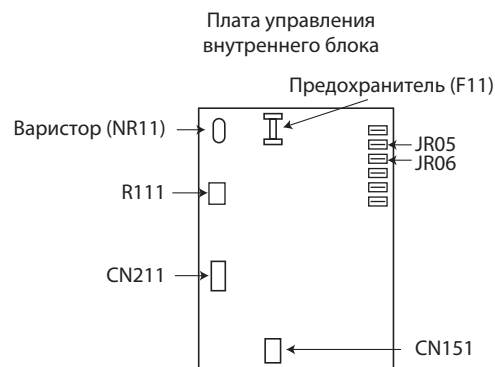 Плата управления
внутреннего блока
Предохранитель (F11)
Варистор (NR11)
JR05
JR06
R111
CN211
CN151